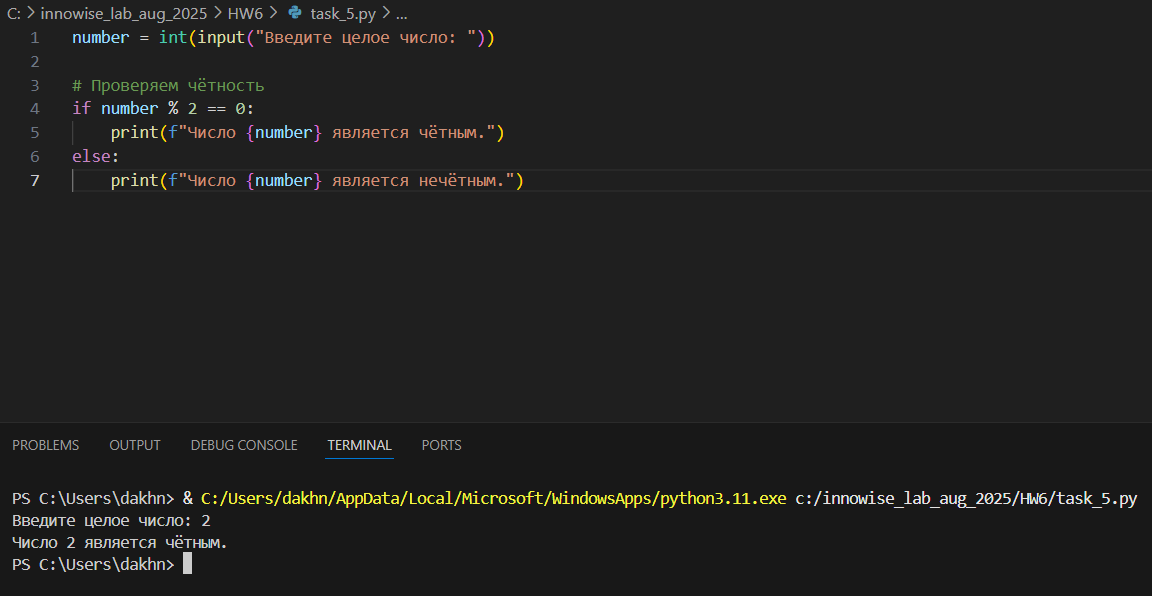 C: > innowise_lab_aug_2025 > HW6 > task_5.py > ...
1 number = int(input("Введите целое число: "))
2
3 # Проверяем чётность
4 if number % 2 == 0:
5     print(f"Число {number} является чётным.")
6 else:
7     print(f"Число {number} является нечётным.")
PROBLEMS OUTPUT DEBUG CONSOLE TERMINAL PORTS
PS C:\Users\dakhn> & C:/Users/dakhn/AppData/Local/Microsoft/WindowsApps/python3.11.exe c:/innowise_lab_aug_2025/HW6/task_5.py
Введите целое число: 2
Число 2 является чётным.
PS C:\Users\dakhn>